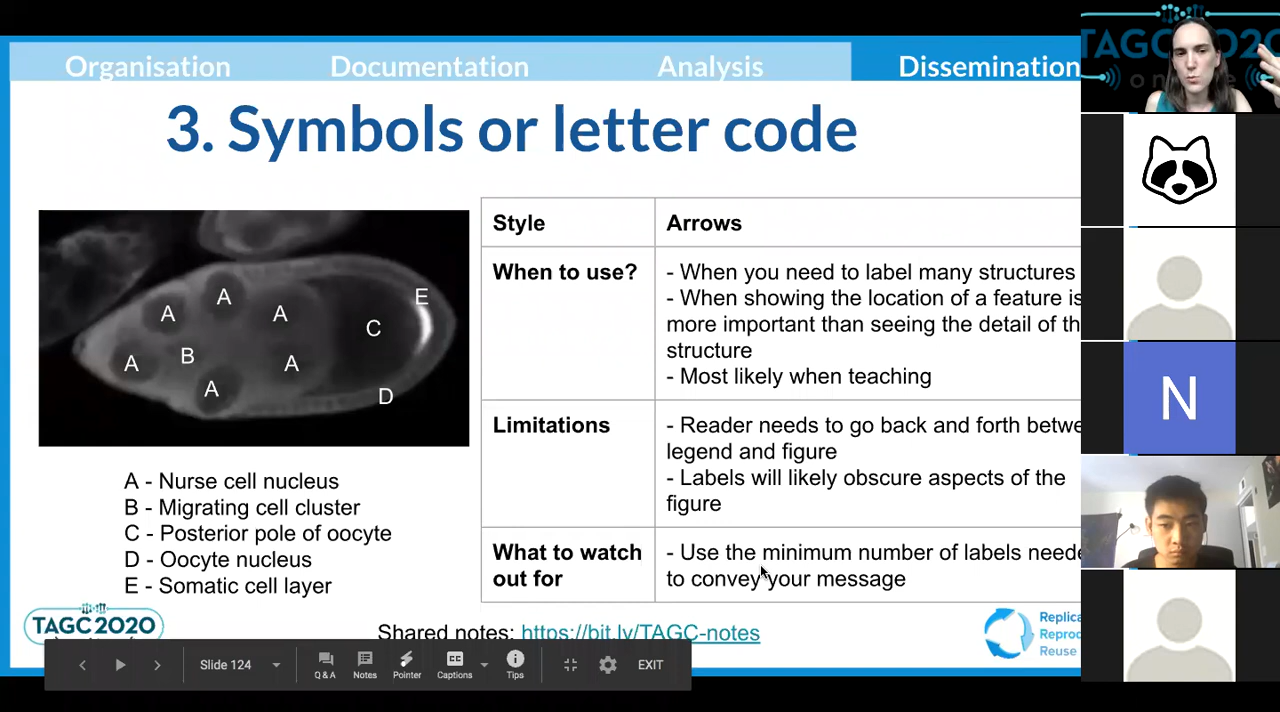 Organisation Documentation Analysis Dissemination
3. Symbols or letter code
A
A
A
E
C
B
A
A
A
D
A - Nurse cell nucleus
B - Migrating cell cluster
C - Posterior pole of oocyte
D - Oocyte nucleus
E - Somatic cell layer
Style Arrows
When to use? - When you need to label many structures
- When showing the location of a feature is
more important than seeing the detail of
structure
- Most likely when teaching
Limitations - Reader needs to go back and forth
legend and figure
- Labels will likely obscure aspects of the
figure
What to watch - Use the minimum number of labels
out for to convey your message
TAGC 2020
Shared notes: https://bit.ly/TAGC-notes
Reuse
Slide 124
Q & A Notes Pointer Captions Tips EXIT
CC
TAGC 2020
N